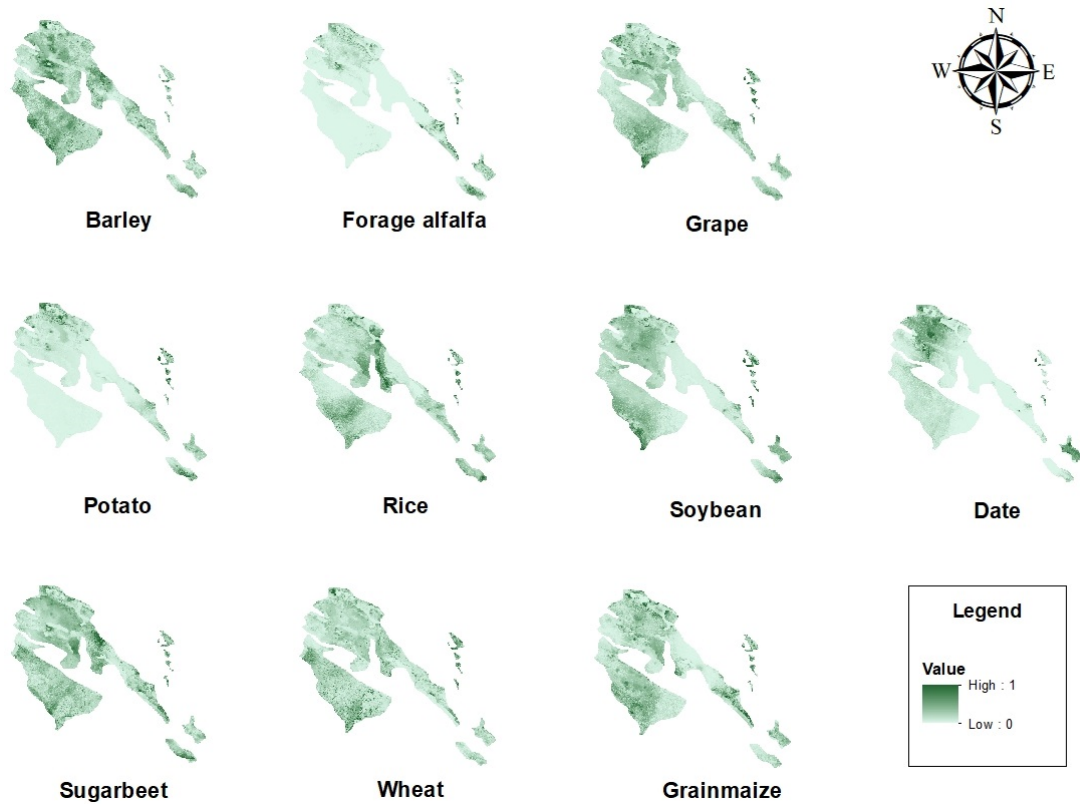 N
W E
S
Barley Forage alfalfa Grape
Potato Rice Soybean Date
Sugarbeet Wheat Grainmaize
Legend
Value
High : 1
Low : 0